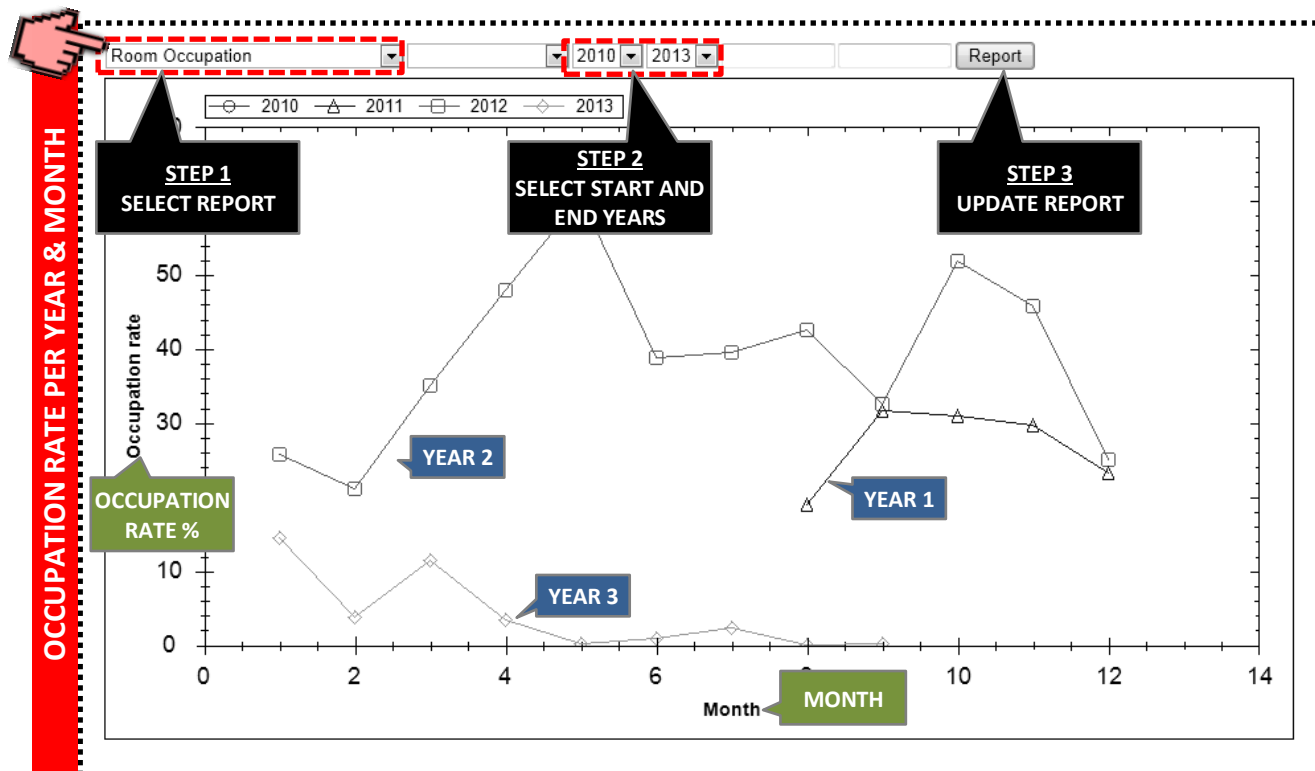 Room Occupation 2010 2013 Report
2010 2011 2012 2013
STEP 1
SELECT REPORT
STEP 2
SELECT START AND
END YEARS
STEP 3
UPDATE REPORT
OCCUPATION RATE PER YEAR & MONTH
Occupation rate
50
40
30
10
0
OCCUPATION
RATE %
YEAR 2
YEAR 1
YEAR 3
0 2 4 6 10 12 14
Month
MONTH